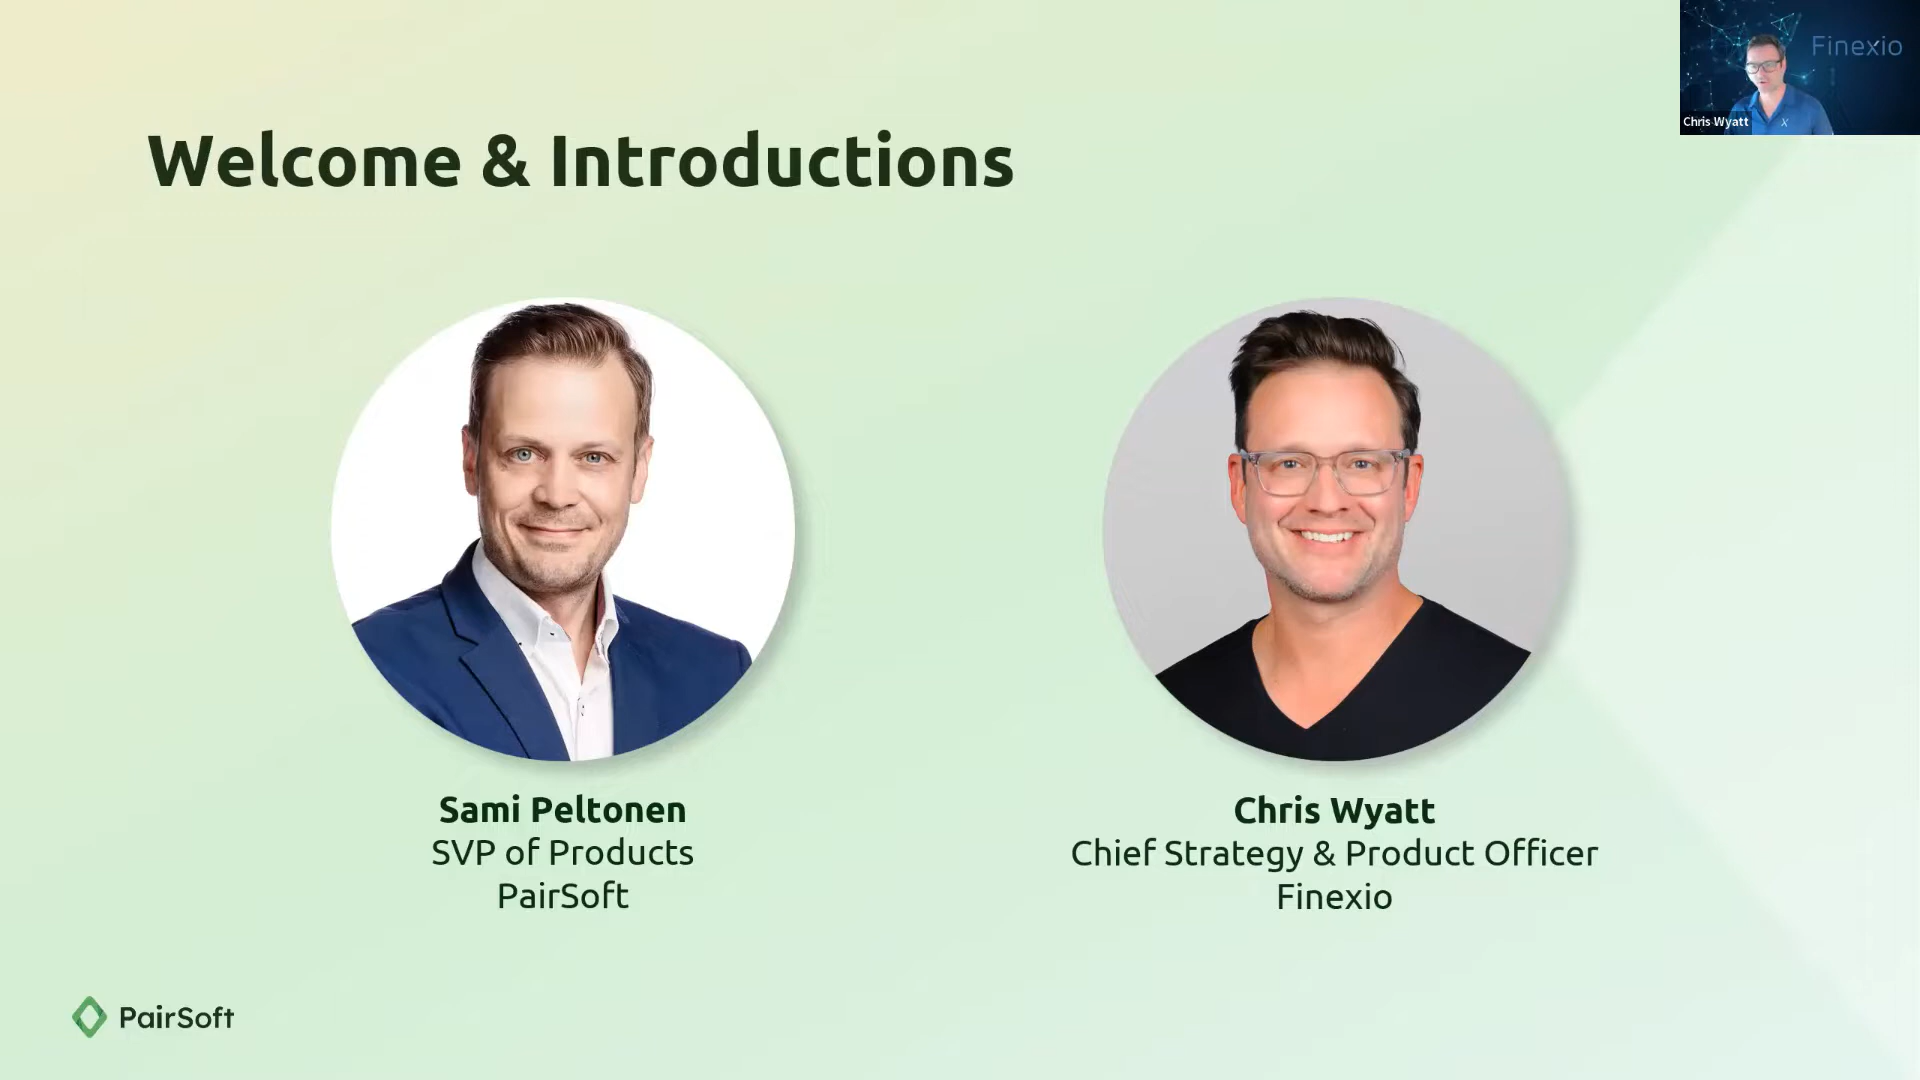 Finexio
Chris Wyatt
Welcome & Introductions
Sami Peltonen
SVP of Products
PairSoft
Chris Wyatt
Chief Strategy & Product Officer
Finexio
PairSoft